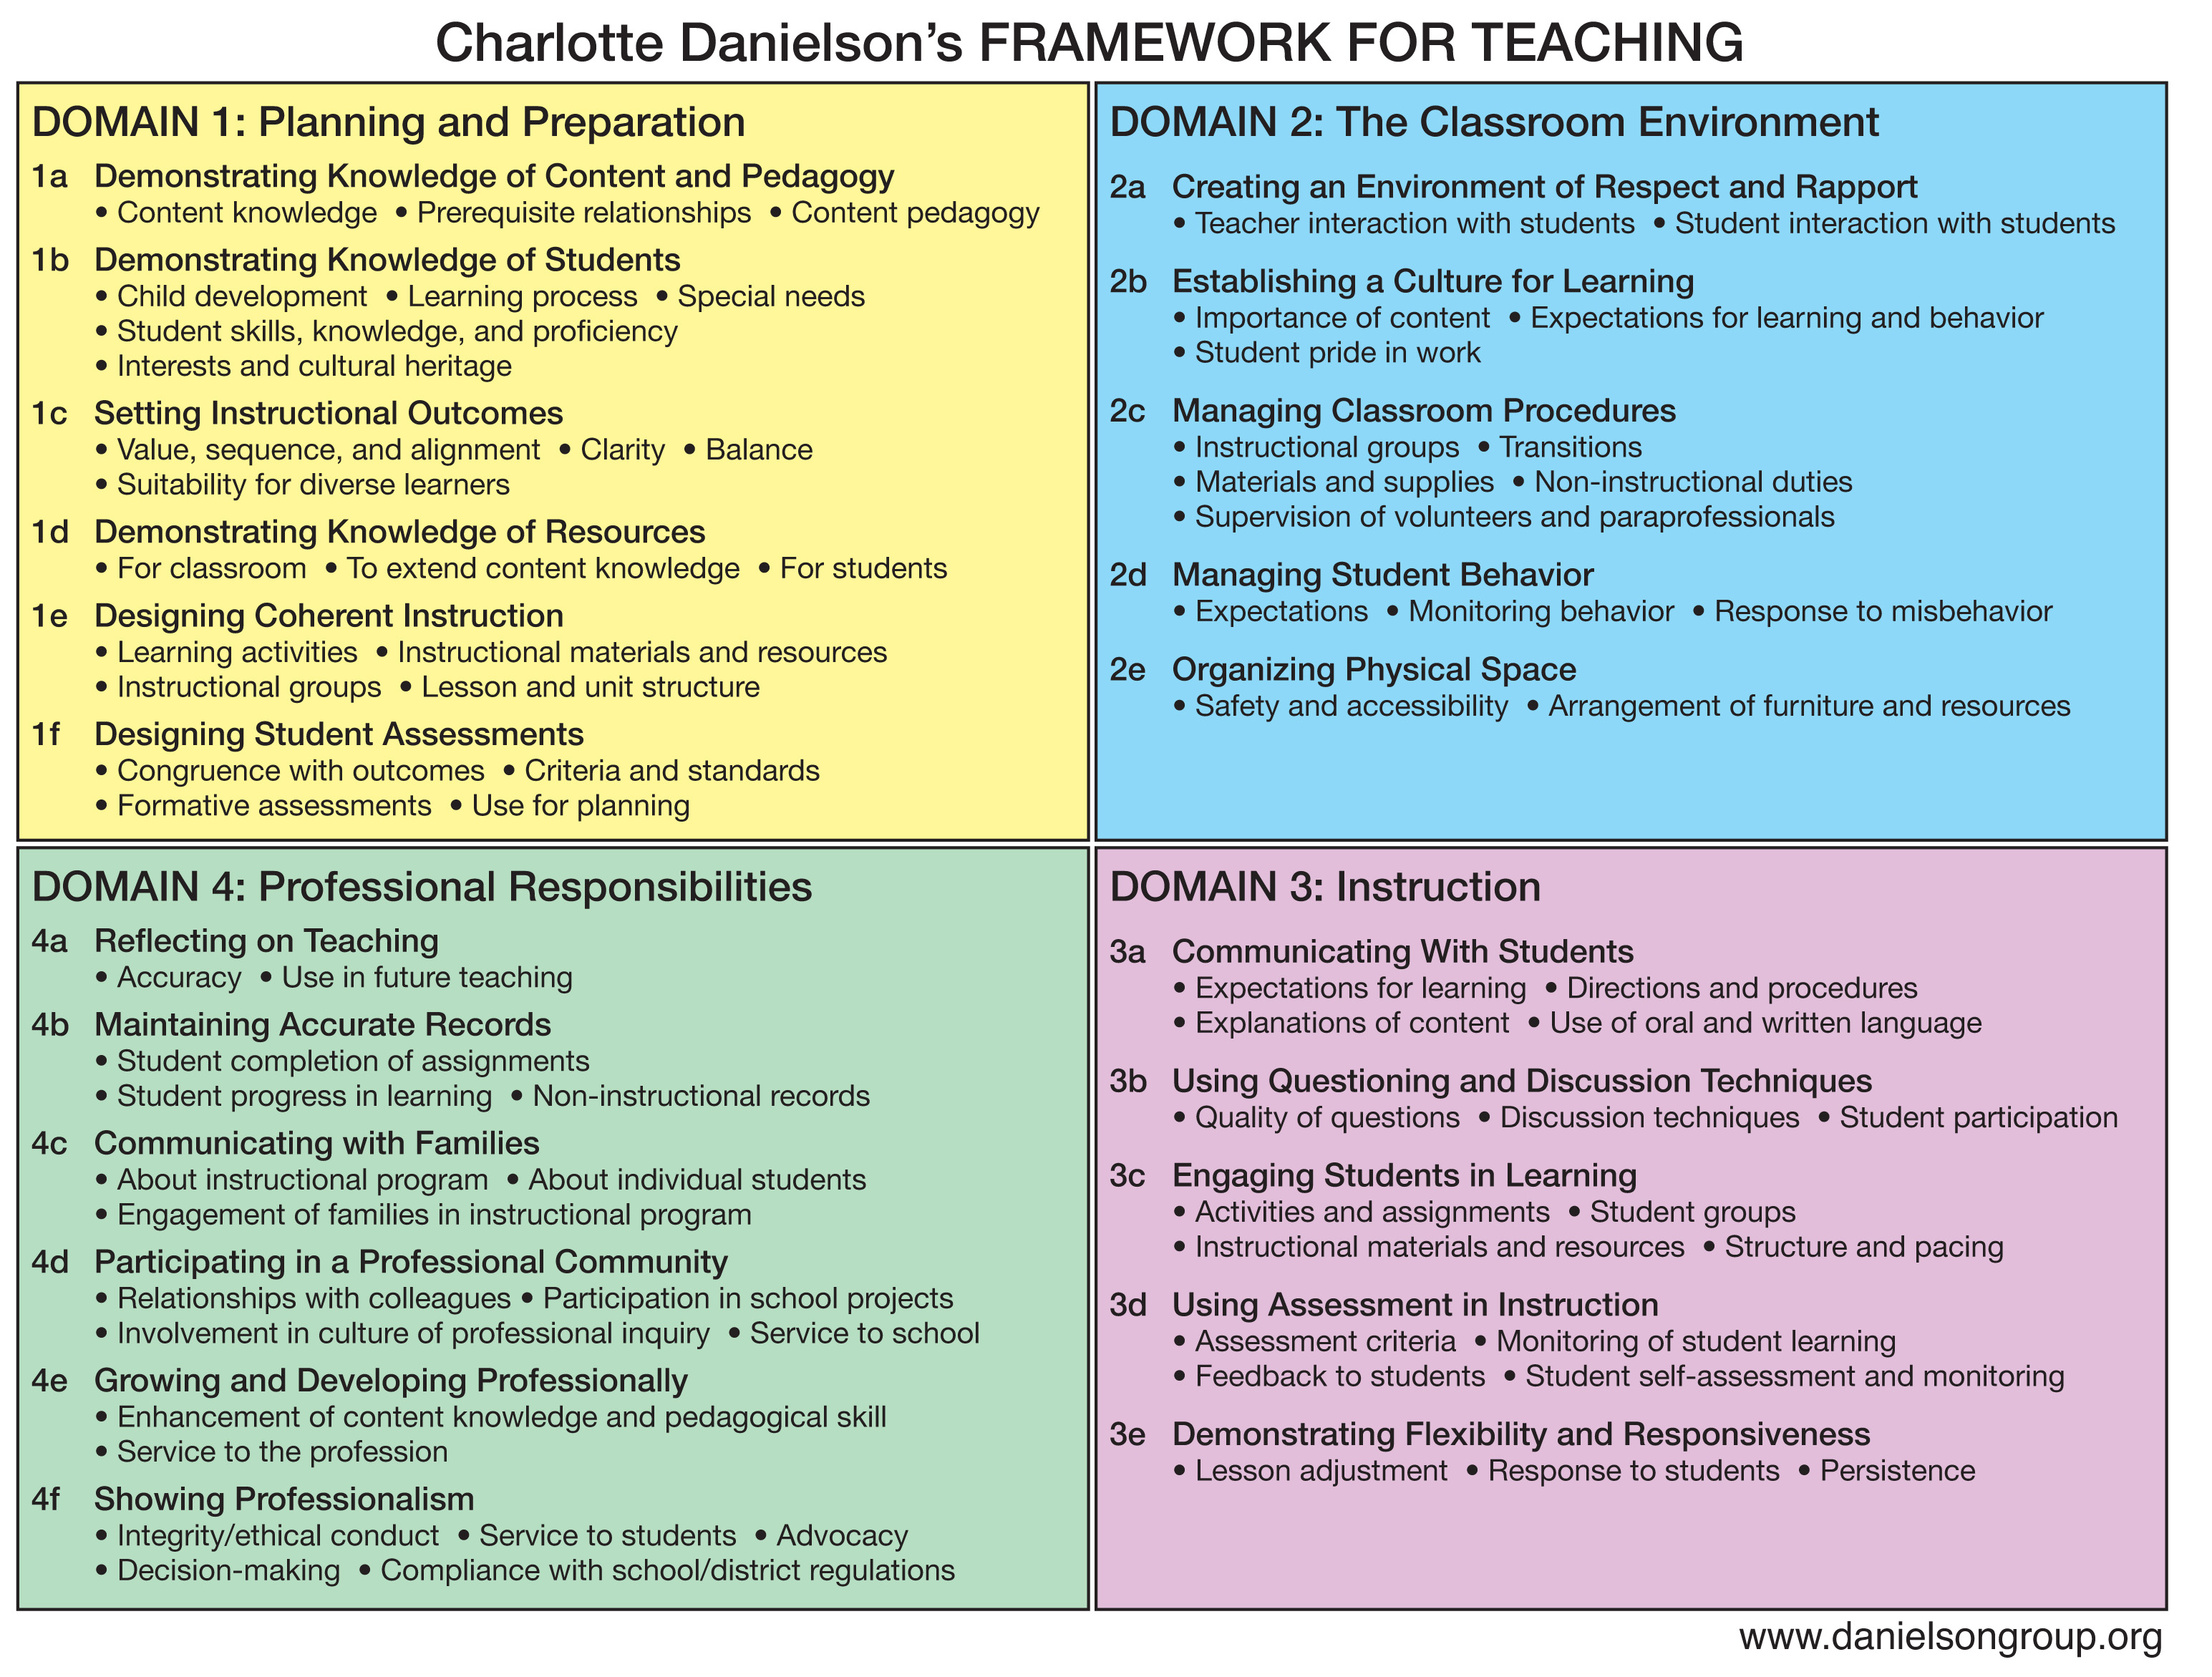 Charlotte Danielson’s FRAMEWORK FOR TEACHING
DOMAIN 1: Planning and Preparation
1a Demonstrating Knowledge of Content and Pedagogy
• Content knowledge • Prerequisite relationships • Content pedagogy
1b Demonstrating Knowledge of Students
• Child development • Learning process • Special needs
• Student skills, knowledge, and proficiency
• Interests and cultural heritage
1c Setting Instructional Outcomes
• Value, sequence, and alignment • Clarity • Balance
• Suitability for diverse learners
1d Demonstrating Knowledge of Resources
• For classroom • To extend content knowledge • For students
1e Designing Coherent Instruction
• Learning activities • Instructional materials and resources
• Instructional groups • Lesson and unit structure
1f Designing Student Assessments
• Congruence with outcomes • Criteria and standards
• Formative assessments • Use for planning
DOMAIN 2: The Classroom Environment
2a Creating an Environment of Respect and Rapport
• Teacher interaction with students • Student interaction with students
2b Establishing a Culture for Learning
• Importance of content • Expectations for learning and behavior
• Student pride in work
2c Managing Classroom Procedures
• Instructional groups • Transitions
• Materials and supplies • Non-instructional duties
• Supervision of volunteers and paraprofessionals
2d Managing Student Behavior
• Expectations • Monitoring behavior • Response to misbehavior
2e Organizing Physical Space
• Safety and accessibility • Arrangement of furniture and resources
DOMAIN 4: Professional Responsibilities
4a Reflecting on Teaching
• Accuracy • Use in future teaching
4b Maintaining Accurate Records
• Student completion of assignments
• Student progress in learning • Non-instructional records
4c Communicating with Families
• About instructional program • About individual students
• Engagement of families in instructional program
4d Participating in a Professional Community
• Relationships with colleagues • Participation in school projects
• Involvement in culture of professional inquiry • Service to school
4e Growing and Developing Professionally
• Enhancement of content knowledge and pedagogical skill
• Service to the profession
4f Showing Professionalism
• Integrity/ethical conduct • Service to students • Advocacy
• Decision-making • Compliance with school/district regulations
DOMAIN 3: Instruction
3a Communicating With Students
• Expectations for learning • Directions and procedures
• Explanations of content • Use of oral and written language
3b Using Questioning and Discussion Techniques
• Quality of questions • Discussion techniques • Student participation
3c Engaging Students in Learning
• Activities and assignments • Student groups
• Instructional materials and resources • Structure and pacing
3d Using Assessment in Instruction
• Assessment criteria • Monitoring of student learning
• Feedback to students • Student self-assessment and monitoring
3e Demonstrating Flexibility and Responsiveness
• Lesson adjustment • Response to students • Persistence
www.danielsongroup.org